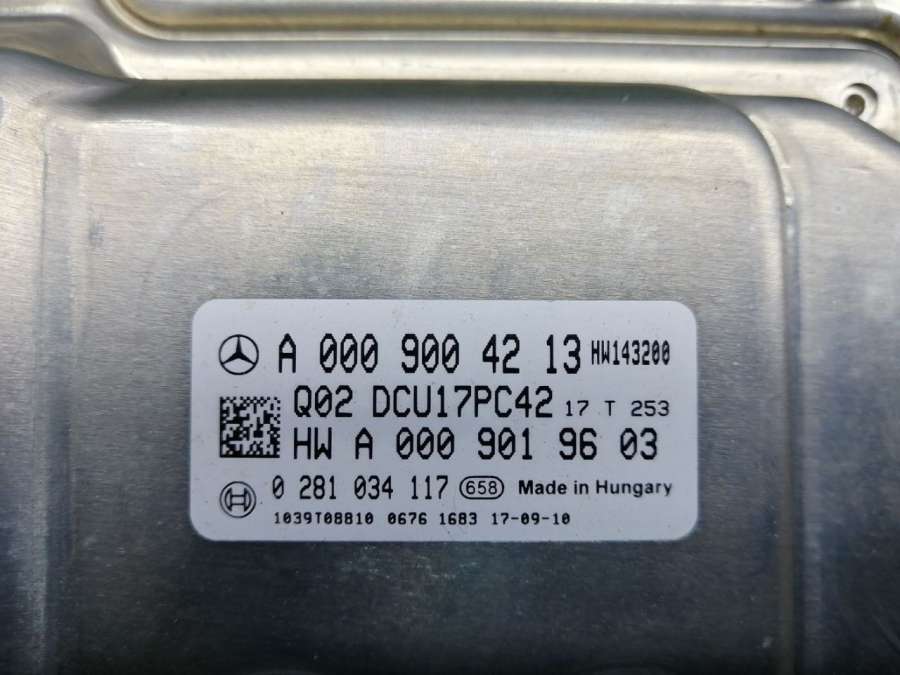 A 000 900 42 13 HW143200
Q02 DCU17PC42 17 T 253
HW A 000 901 96 03
0 281 034 117 658 Made in Hungary
1039T08810 0676 1683 17-09-10